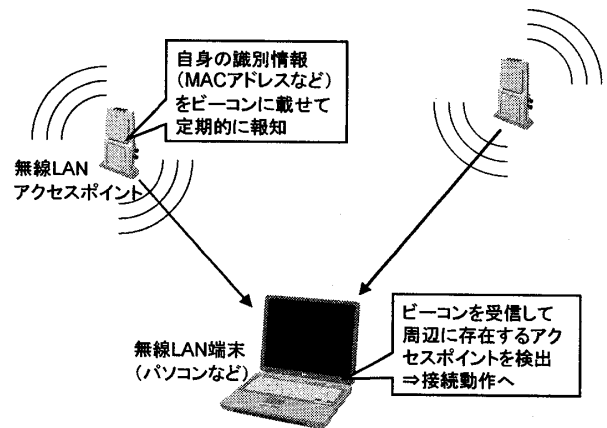 自身の識別情報
(MACアドレスなど)
をビーコンに載せて
定期的に報知
無線LAN
アクセスポイント
ビーコンを受信して
周辺に存在するアク
セスポイントを検出
⇒接続動作へ
無線LAN端末
(パソコンなど)